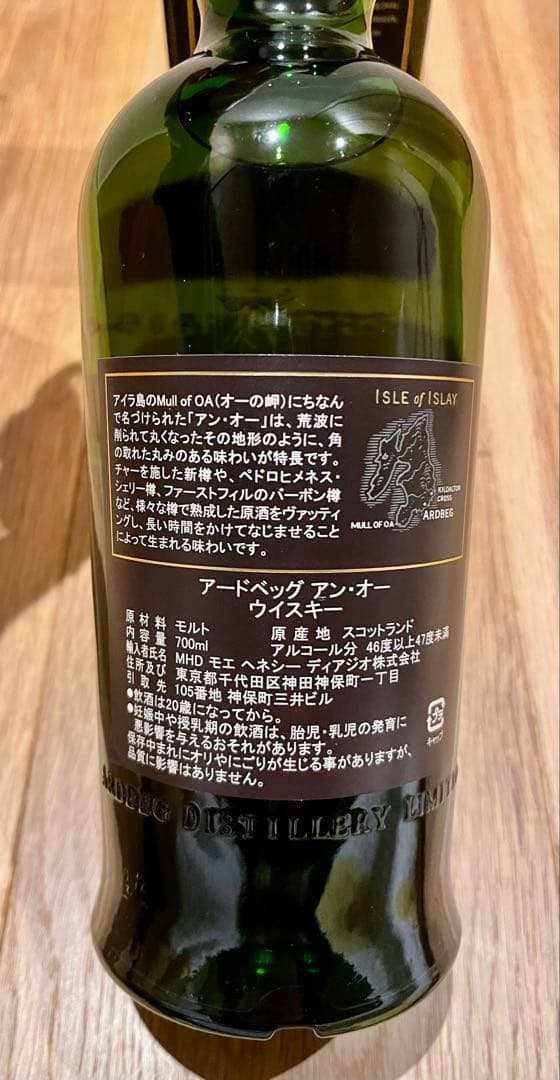 アイラ島のMull of OA(オーの岬)にちなん
で名づけられた「アン・オー」は、荒波に
削られて丸くなったその地形のように、角
の取れた丸みのある味わいが特長です。
チャーを施した新樽や、ペドロヒメネス・
シェリー樽、ファーストフィルのバーボン樽
など、様々な樽で熟成した原酒をヴァッティ
ングし、長い時間をかけてなじませること
によって生まれる味わいです。
ISLE of ISLAY
KILDALTON
CROSS
ARDBEG
MULL OF OA
アードベッグ アン・オー
ウイスキー
原材料 モルト 原産地 スコットランド
内容量 700ml アルコール分 46度以上47度未満
輸入者氏名 MHD モエ ヘネシー ディアジオ株式会社
住所及び 東京都千代田区神田神保町一丁目
引取先 105番地 神保町三井ビル
●飲酒は20歳になってから。
●妊娠中や授乳期の飲酒は、胎児・乳児の発育に
悪影響を与えるおそれがあります。
保存中まれにオリやにごりが生じる事がありますが、
品質に影響はありません。
キャップ
ARDBEG DISTILLERY LIMITE